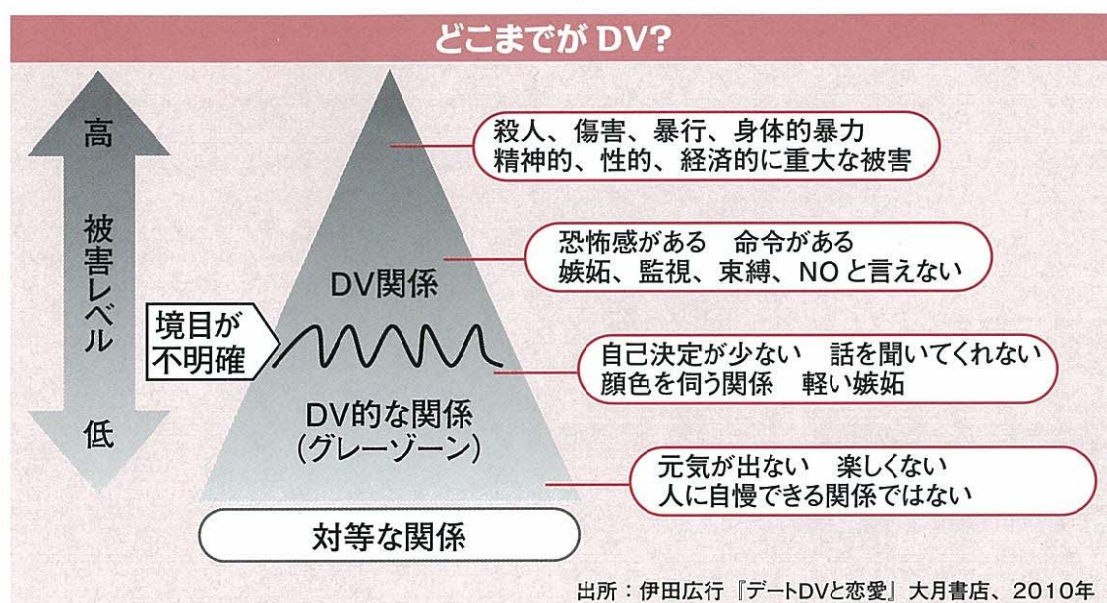 どこまでが DV?
高
被害レベル
低
境目が
不明確
DV関係
DV的な関係
(グレーゾーン)
対等な関係
殺人、傷害、暴行、身体的暴力
精神的、性的、経済的に重大な被害
恐怖感がある　命令がある
嫉妬、監視、束縛、NO と言えない
自己決定が少ない　話を聞いてくれない
顔色を伺う関係　軽い嫉妬
元気が出ない　楽しくない
人に自慢できる関係ではない
出所：伊田広行『デートDVと恋愛』大月書店、2010年